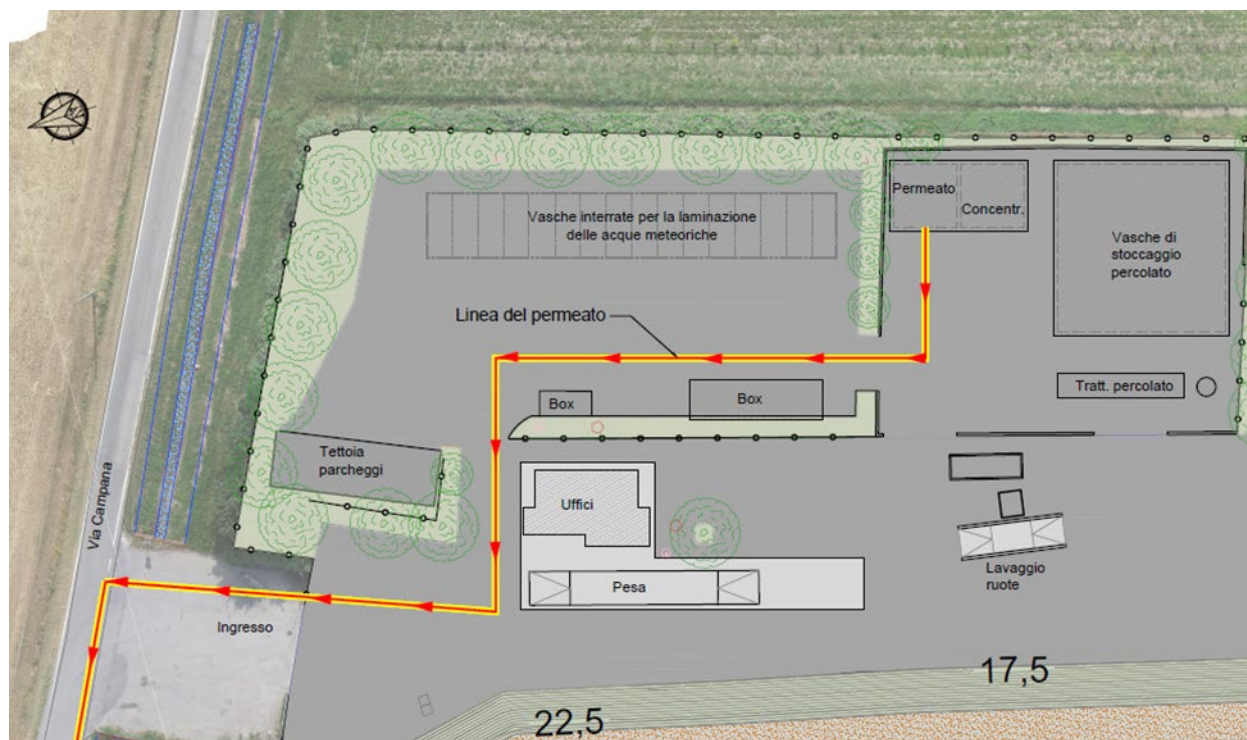 Permeato
Concentr.
Vasche interrate per la laminazione
delle acque meteoriche
Vasche di
stoccaggio
percolato
Linea del permeato
Tratt. percolato
Box
Box
Tettoia
parcheggi
Via Campana
Uffici
Lavaggio
ruote
Pesa
Ingresso
17,5
22,5